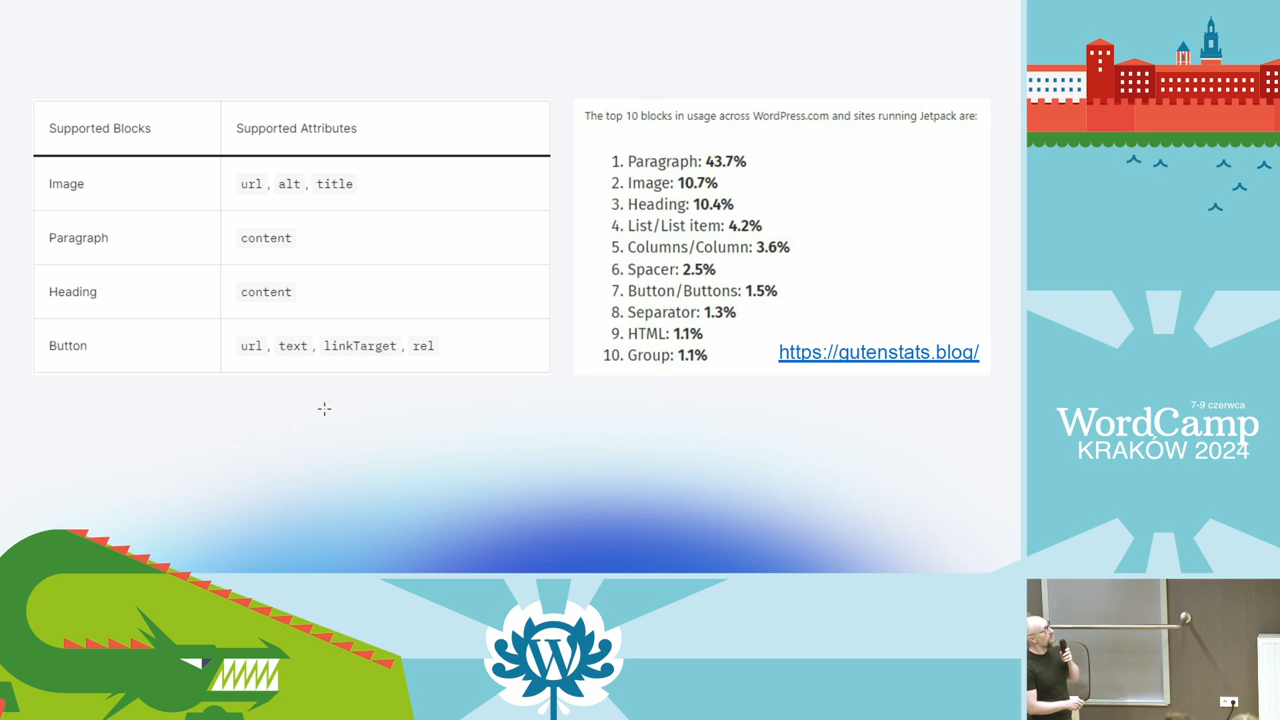 Supported Blocks
Supported Attributes
Image
url, alt, title
Paragraph
content
Heading
content
Button
url, text, linkTarget, rel
The top 10 blocks in usage across WordPress.com and sites running Jetpack are:
1. Paragraph: 43.7%
2. Image: 10.7%
3. Heading: 10.4%
4. List/List item: 4.2%
5. Columns/Column: 3.6%
6. Spacer: 2.5%
7. Button/Buttons: 1.5%
8. Separator: 1.3%
9. HTML: 1.1%
10. Group: 1.1%
https://gutenstats.blog/
7-9 czerwca
WordCamp
KRAKÓW 2024
W